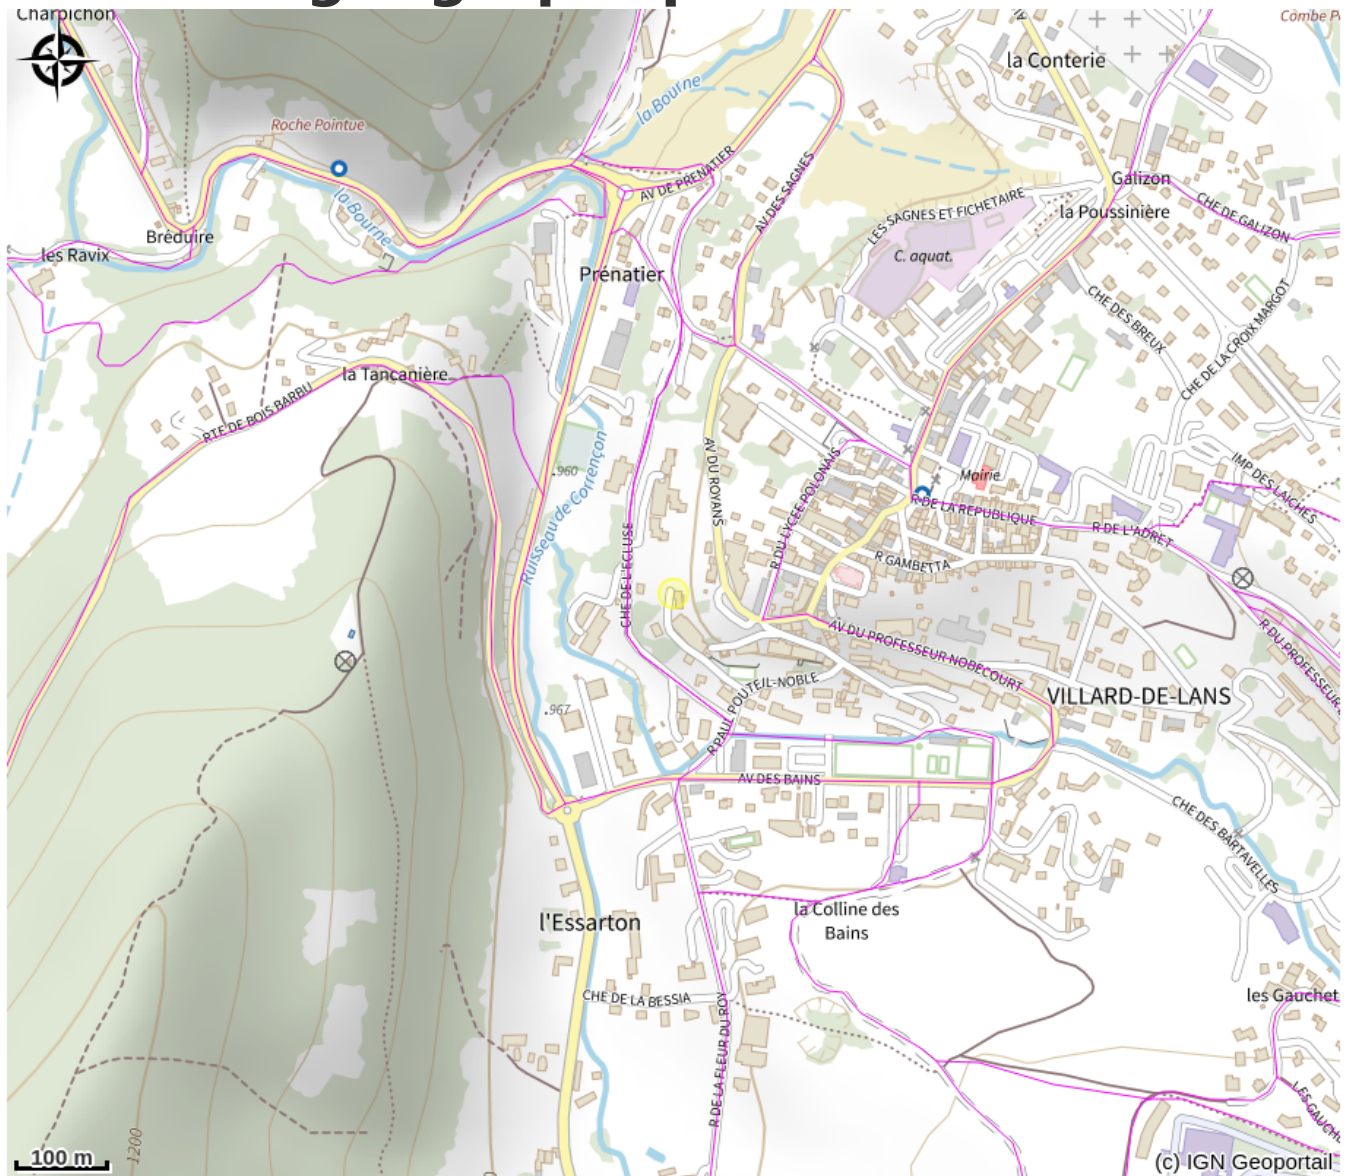 Charpichon
Combe P
la Conterie
la Bourne
Roche Pointue
AV DE PRENATIER
AV DES SAGNES
Galizon
LES SAGNES ET FICHETAIRE
la Poussinière
CHE DE GALIZON
la Bourne
Bréduire
les Ravix
C. aquat.
Prénatier
CHE DES BREUX
CHE DE LA CROIX MARGOT
la Tancanière
RTE DE BOIS BARBU
AV DU ROYANS
R DU LYCEE POLONAIS
.960
Mairie
IMP DES LAICHES
R DE LA REPUBLIQUE
R DE L'ADRET
Ruisseau de Corrençon
CHE DE L'ECLUSE
R GAMBETTA
AV DU PROFESSEUR NOBECOURT
R DU PROFESSEUR
VILLARD-DE-LANS
R PAUL POUTEIL-NOBLE
.967
AV DES BAINS
CHE DES BARTAVELLES
l'Essarton
la Colline des
Bains
CHE DE LA BESSIA
les Gauchet
R DE LA FLEUR DU ROY
LES GAUCHE
1200
100 m
(c) IGN Geoportail